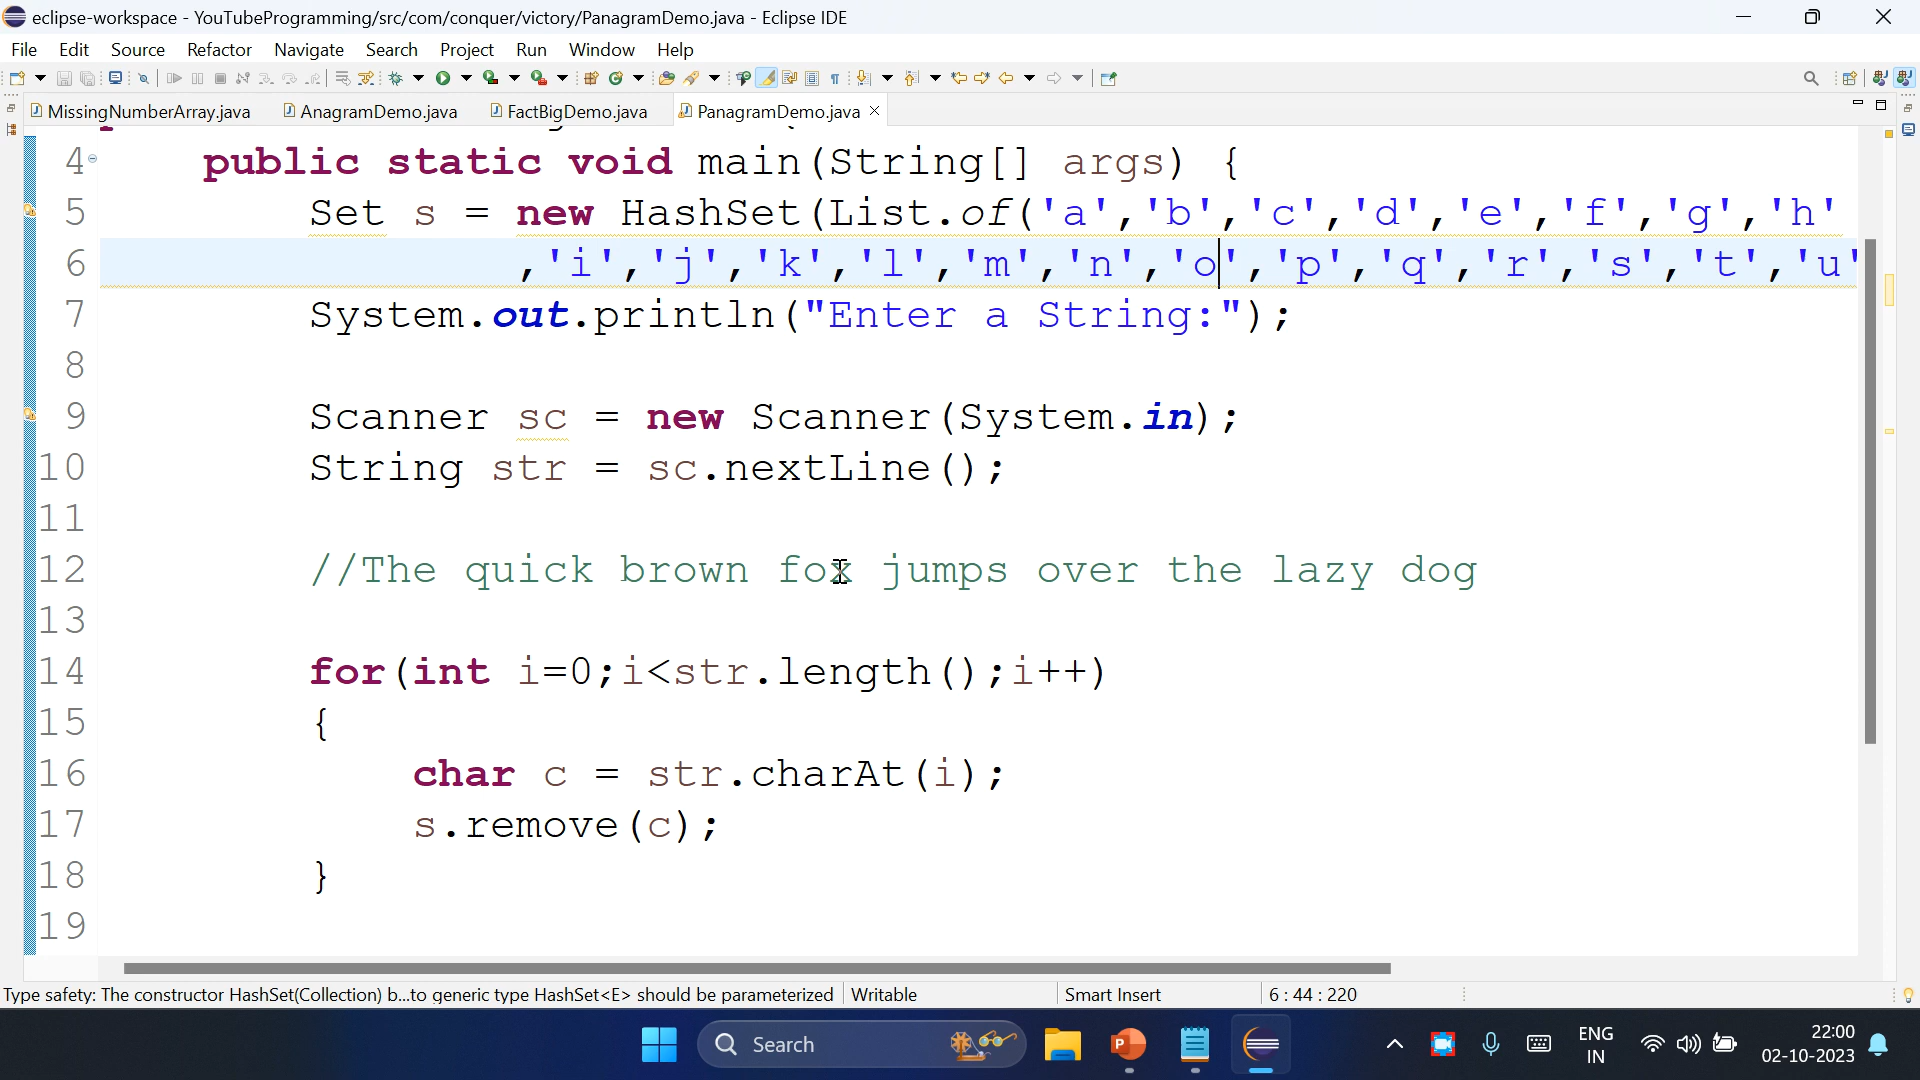 eclipse-workspace - YouTubeProgramming/src/com/conquer/victory/PanagramDemo.java - Eclipse IDE
File Edit Source Refactor Navigate Search Project Run Window Help
MissingNumberArray.java AnagramDemo.java FactBigDemo.java PanagramDemo.java
4 public static void main(String[] args) {
5 Set s = new HashSet(List.of('a','b','c','d','e','f','g','h'
6 ,'i','j','k','l','m','n','o','p','q','r','s','t','u'
7 System.out.println("Enter a String:");
8
9 Scanner sc = new Scanner(System.in);
10 String str = sc.nextLine();
11
12 //The quick brown fox jumps over the lazy dog
13
14 for(int i=0;i<str.length();i++)
15 {
16 char c = str.charAt(i);
17 s.remove(c);
18 }
19
Type safety: The constructor HashSet(Collection) b...to generic type HashSet<E> should be parameterized Writable Smart Insert 6 : 44 : 220
Search ENG 22:00
IN 02-10-2023